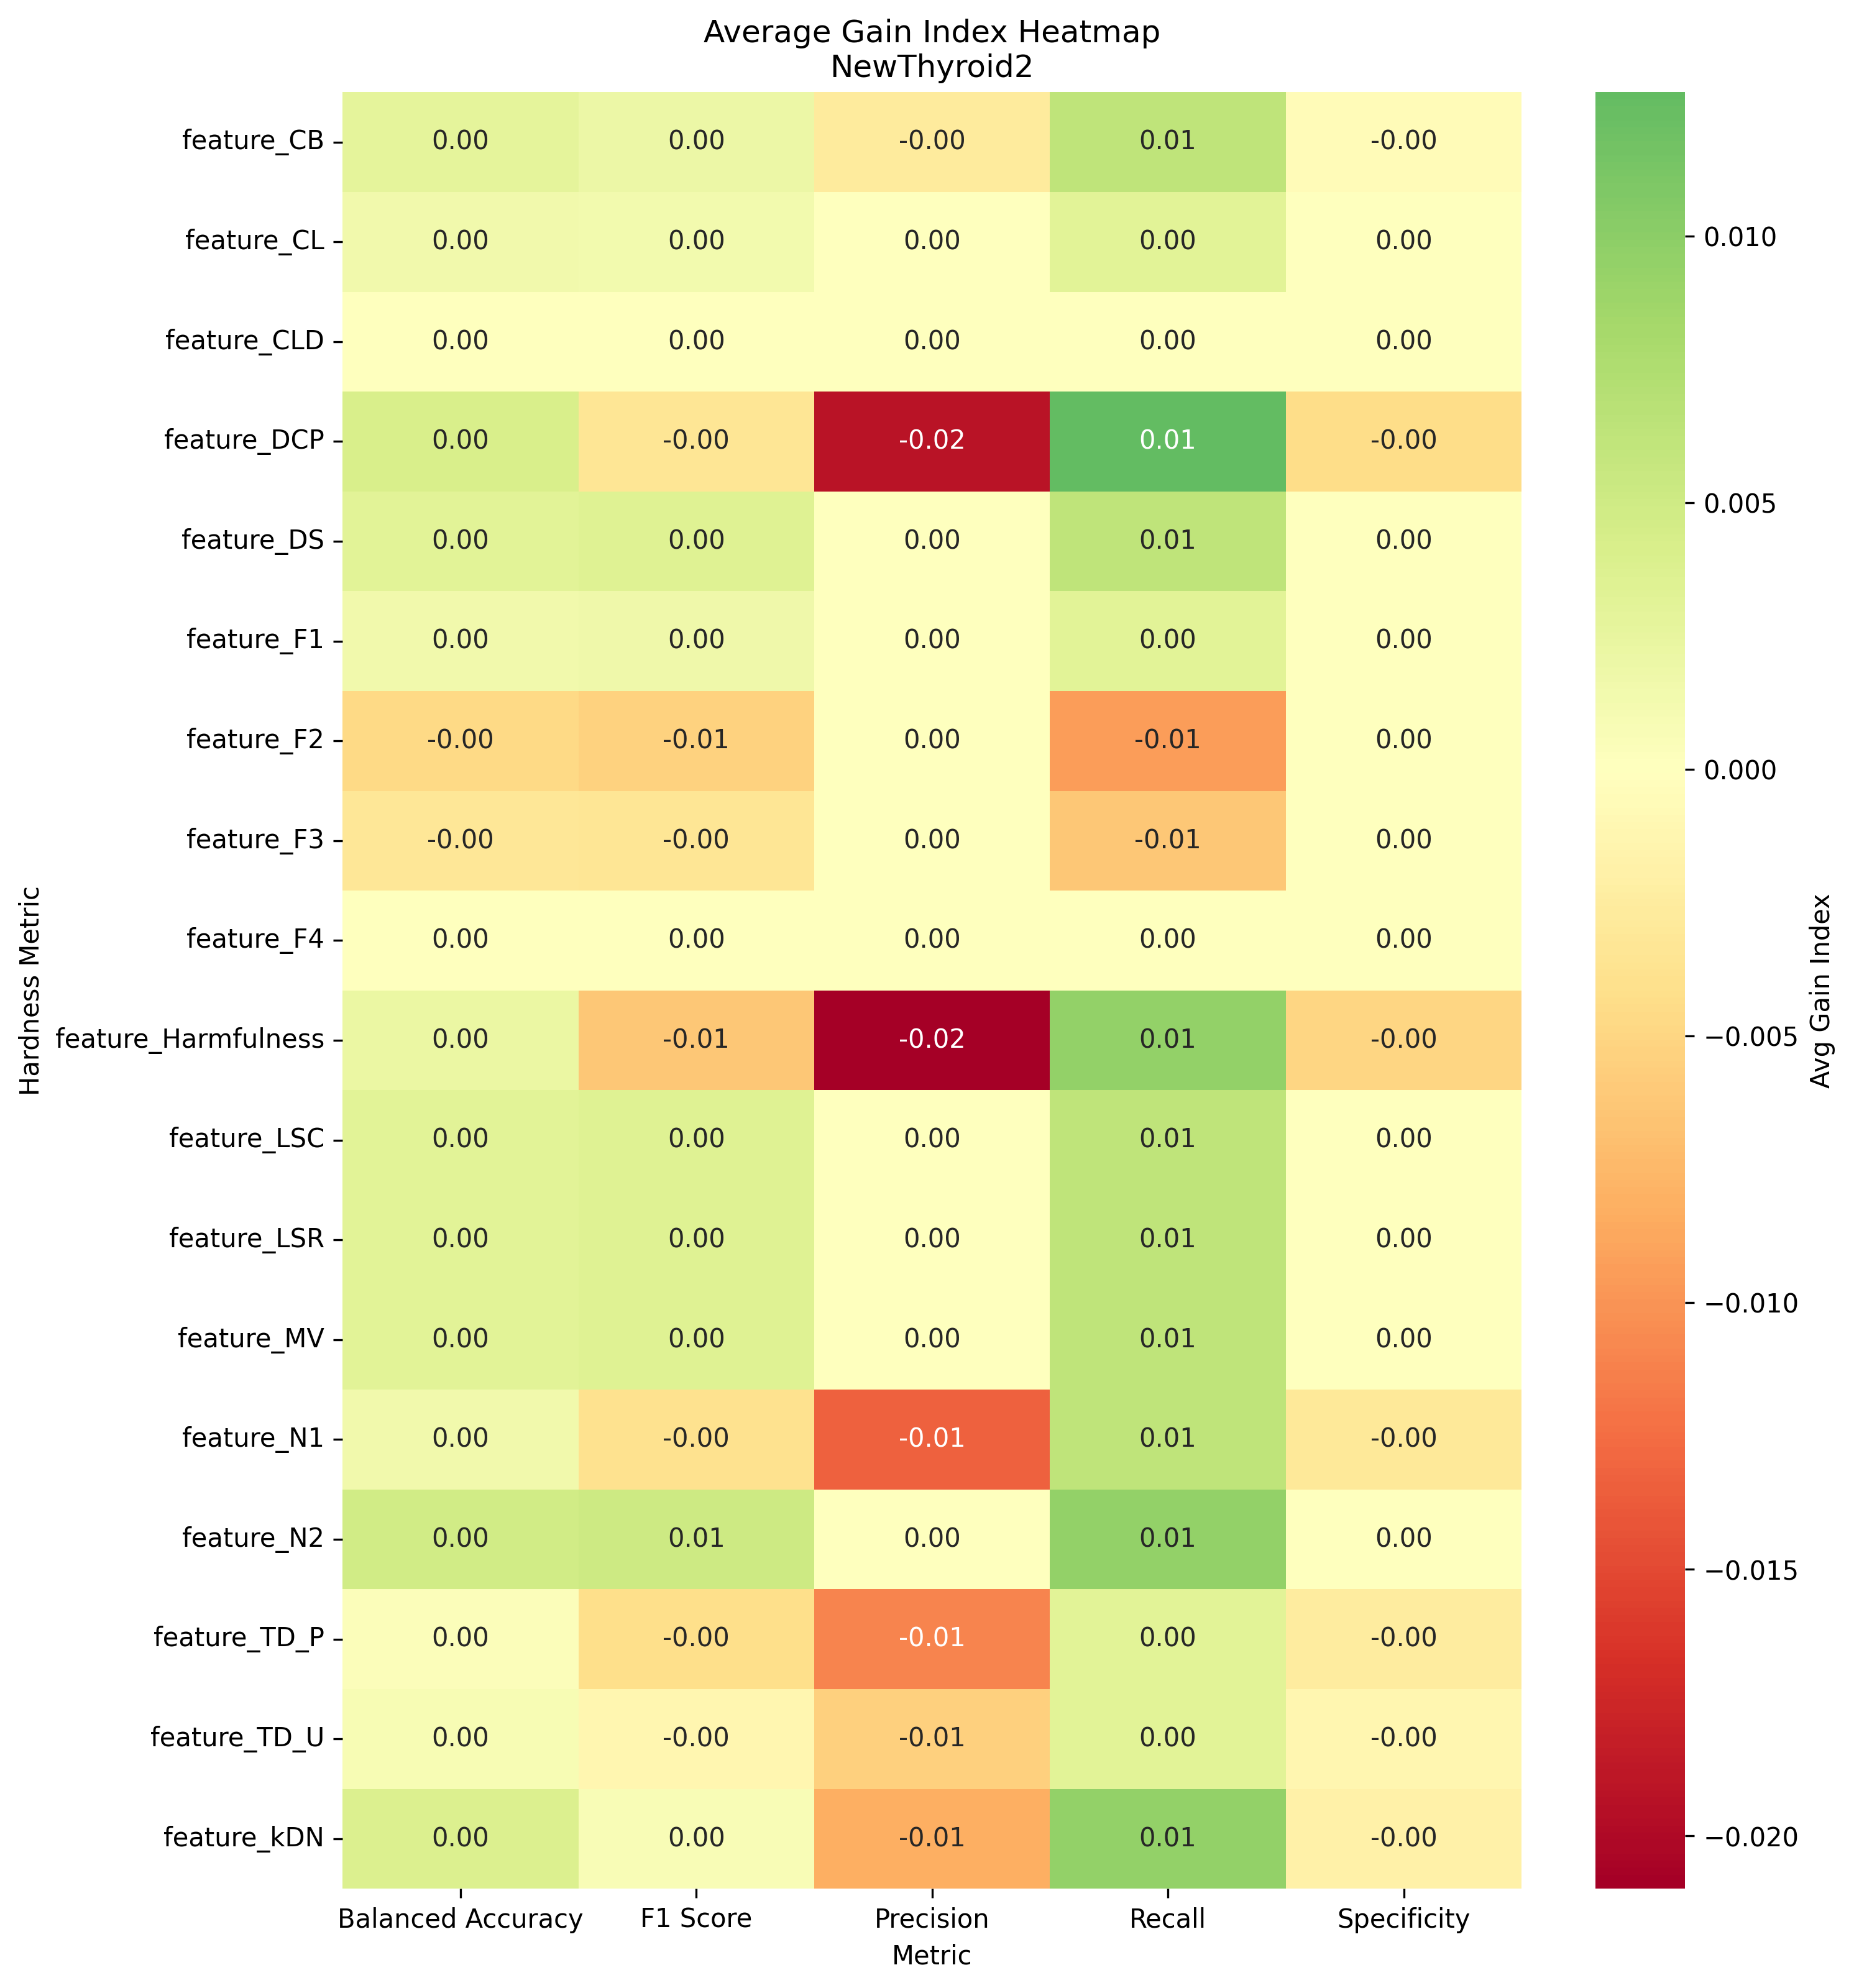 Average Gain Index Heatmap
NewThyroid2
Hardness Metric
feature_CB 0.00 0.00 -0.00 0.01 -0.00
feature_CL 0.00 0.00 0.00 0.00 0.00
feature_CLD 0.00 0.00 0.00 0.00 0.00
feature_DCP 0.00 -0.00 -0.02 0.01 -0.00
feature_DS 0.00 0.00 0.00 0.01 0.00
feature_F1 0.00 0.00 0.00 0.00 0.00
feature_F2 -0.00 -0.01 0.00 -0.01 0.00
feature_F3 -0.00 -0.00 0.00 -0.01 0.00
feature_F4 0.00 0.00 0.00 0.00 0.00
feature_Harmfulness 0.00 -0.01 -0.02 0.01 -0.00
feature_LSC 0.00 0.00 0.00 0.01 0.00
feature_LSR 0.00 0.00 0.00 0.01 0.00
feature_MV 0.00 0.00 0.00 0.01 0.00
feature_N1 0.00 -0.00 -0.01 0.01 -0.00
feature_N2 0.00 0.01 0.00 0.01 0.00
feature_TD_P 0.00 -0.00 -0.01 0.00 -0.00
feature_TD_U 0.00 -0.00 -0.01 0.00 -0.00
feature_kDN 0.00 0.00 -0.01 0.01 -0.00
Balanced Accuracy F1 Score Precision Recall Specificity
Metric
0.010
0.005
0.000
−0.005
−0.010
−0.015
−0.020
Avg Gain Index